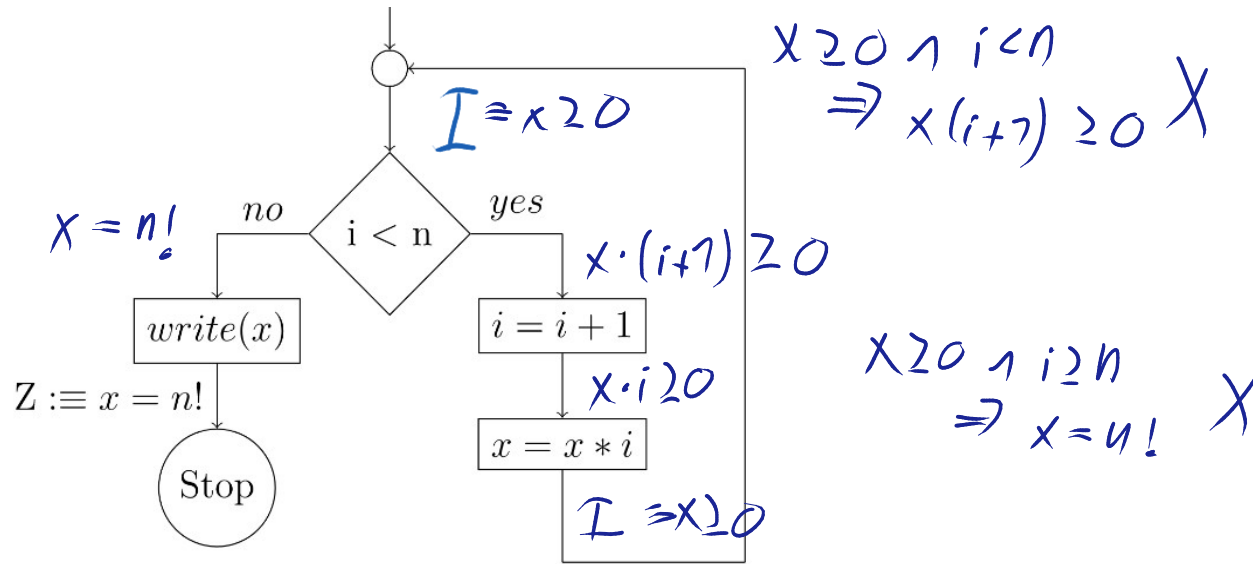 I ≡ x ≥ 0
x ≥ 0 ∧ i < n
⇒ x(i+1) ≥ 0 X
no
yes
x = n!
i < n
x·(i+1) ≥ 0
write(x)
i = i + 1
Z :≡ x = n!
x·i ≥ 0
x ≥ 0 ∧ i ≥ n
⇒ x = n! X
x = x ∗ i
Stop
I ≡ x ≥ 0